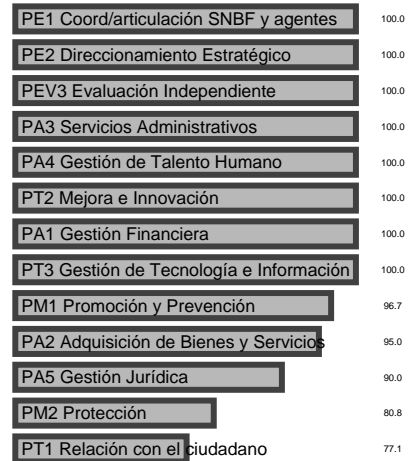 PE1 Coord/articulación SNBF y agentes 100.0
PE2 Direccionamiento Estratégico 100.0
PEV3 Evaluación Independiente 100.0
PA3 Servicios Administrativos 100.0
PA4 Gestión de Talento Humano 100.0
PT2 Mejora e Innovación 100.0
PA1 Gestión Financiera 100.0
PT3 Gestión de Tecnología e Información 100.0
PM1 Promoción y Prevención 96.7
PA2 Adquisición de Bienes y Servicios 95.0
PA5 Gestión Jurídica 90.0
PM2 Protección 80.8
PT1 Relación con el ciudadano 77.1